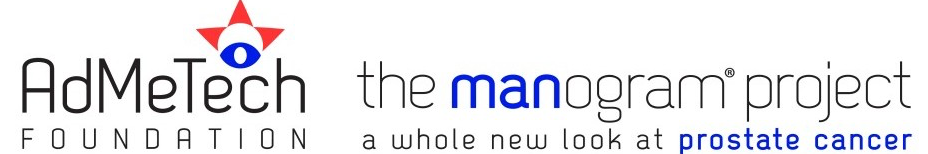 AdMeTech
FOUNDATION
the manogram® project
a whole new look at prostate cancer